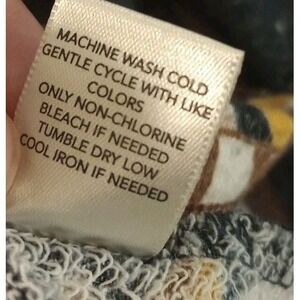 MACHINE WASH COLD
GENTLE CYCLE WITH LIKE
COLORS
ONLY NON-CHLORINE
BLEACH IF NEEDED
TUMBLE DRY LOW
COOL IRON IF NEEDED